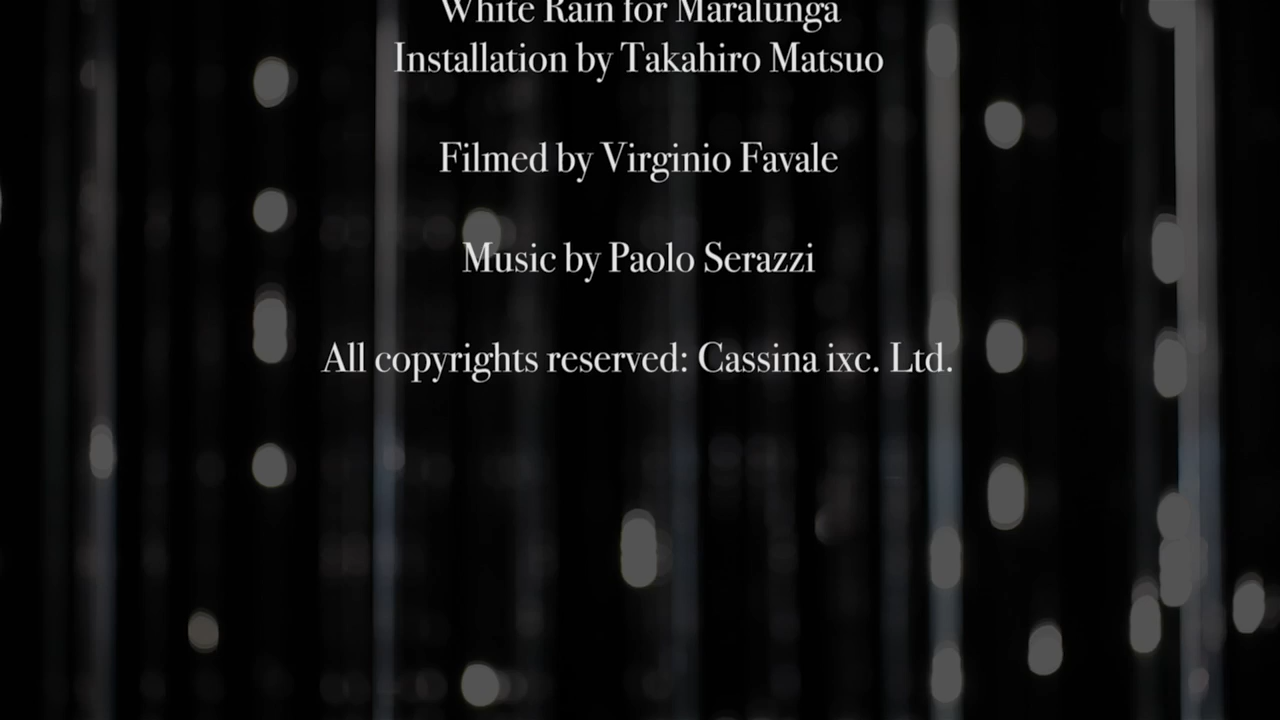 White Rain for Maralunga
Installation by Takahiro Matsuo
Filmed by Virginio Favale
Music by Paolo Serazzi
All copyrights reserved: Cassina ixc. Ltd.